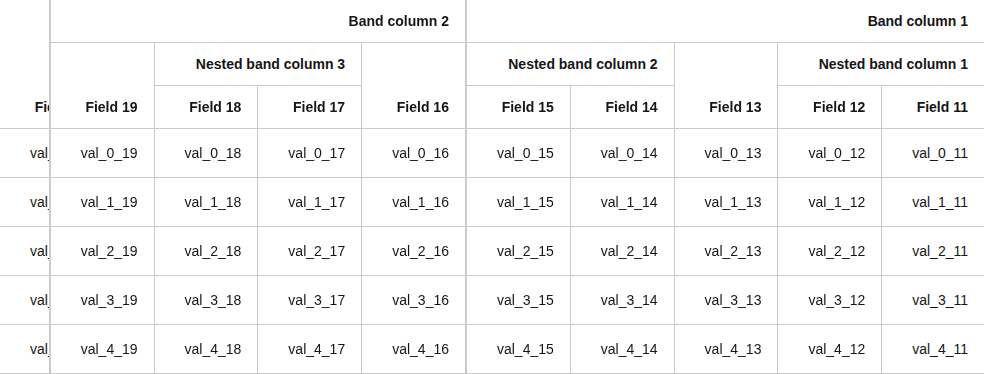 Band column 2 Band column 1
Nested band column 3 Nested band column 2 Nested band column 1
Field 19 Field 18 Field 17 Field 16 Field 15 Field 14 Field 13 Field 12 Field 11
val_0_19 val_0_18 val_0_17 val_0_16 val_0_15 val_0_14 val_0_13 val_0_12 val_0_11
val_1_19 val_1_18 val_1_17 val_1_16 val_1_15 val_1_14 val_1_13 val_1_12 val_1_11
val_2_19 val_2_18 val_2_17 val_2_16 val_2_15 val_2_14 val_2_13 val_2_12 val_2_11
val_3_19 val_3_18 val_3_17 val_3_16 val_3_15 val_3_14 val_3_13 val_3_12 val_3_11
val_4_19 val_4_18 val_4_17 val_4_16 val_4_15 val_4_14 val_4_13 val_4_12 val_4_11